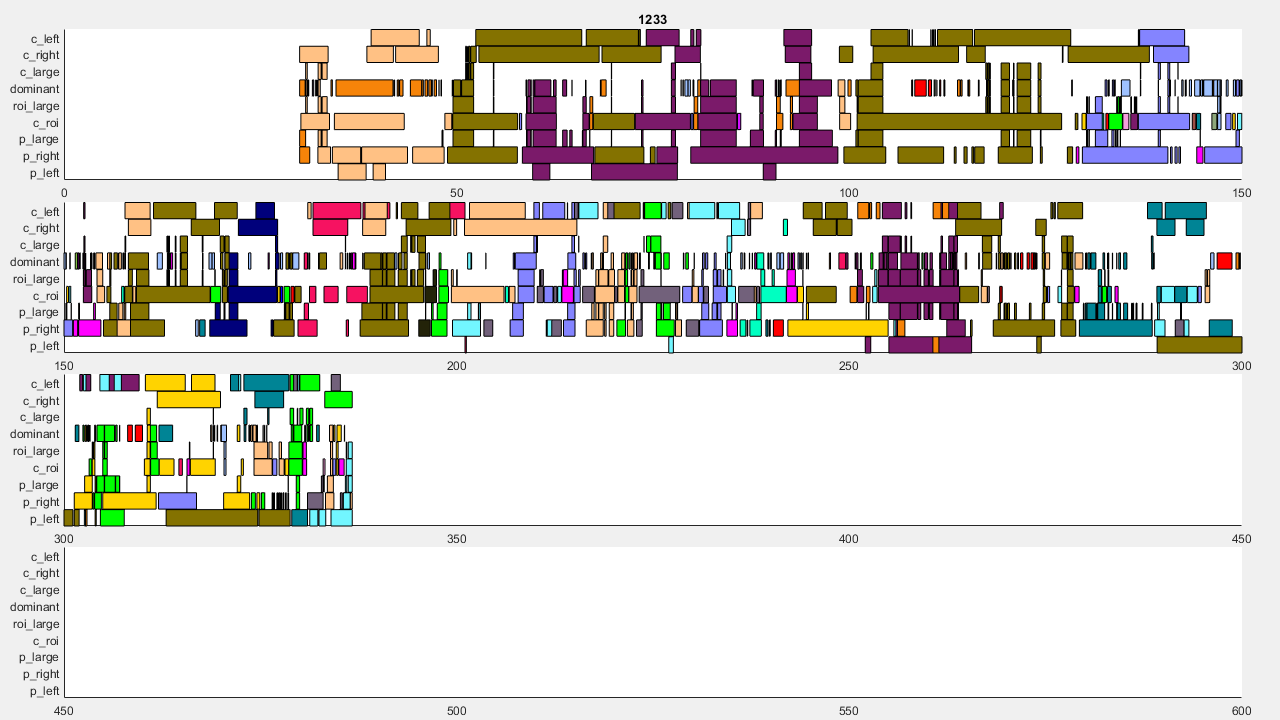 1233
c_left
c_right
c_large
dominant
roi_large
c_roi
p_large
p_right
p_left
0 50 100 150
c_left
c_right
c_large
dominant
roi_large
c_roi
p_large
p_right
p_left
150 200 250 300
c_left
c_right
c_large
dominant
roi_large
c_roi
p_large
p_right
p_left
300 350 400 450
c_left
c_right
c_large
dominant
roi_large
c_roi
p_large
p_right
p_left
450 500 550 600